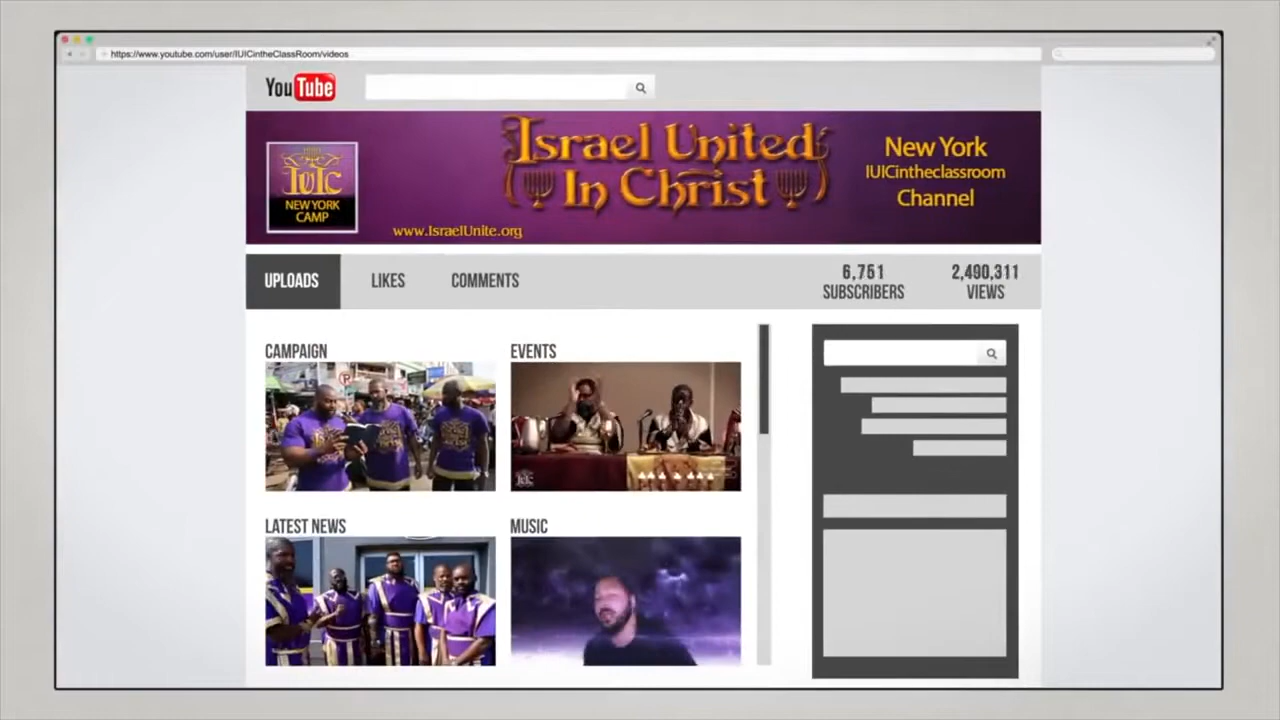 https://www.youtube.com/user/IUICintheClassRoom/videos
YouTube
Israel United
In Christ
New York
IUICintheclassroom
Channel
IUIC
NEW YORK
CAMP
www.IsraelUnite.org
UPLOADS
LIKES
COMMENTS
6,751
SUBSCRIBERS
2,490,311
VIEWS
CAMPAIGN
EVENTS
IUIC
LATEST NEWS
MUSIC